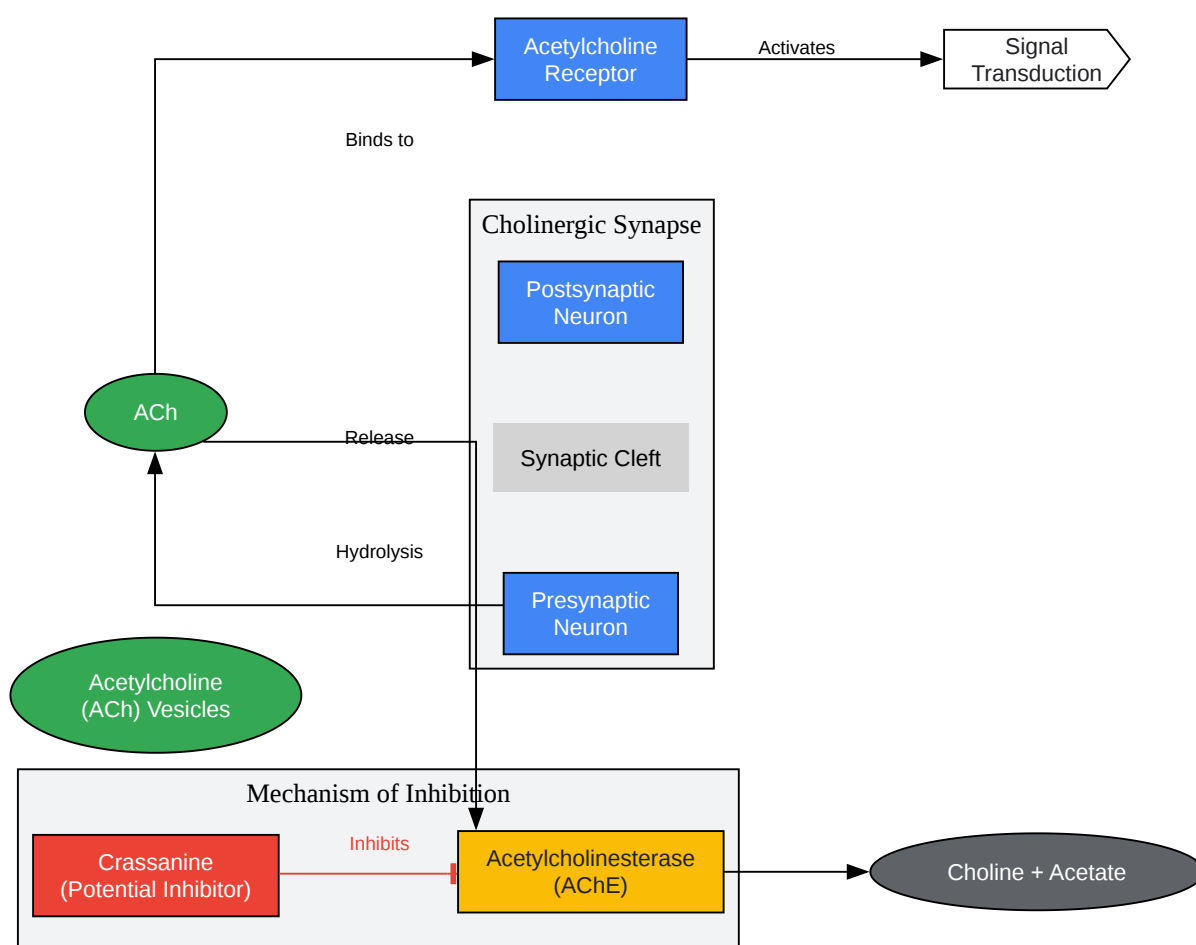 Acetylcholine
Receptor
Activates
Signal
Transduction
Binds to
Cholinergic Synapse
Postsynaptic
Neuron
ACh
Release
Synaptic Cleft
Hydrolysis
Presynaptic
Neuron
Acetylcholine
(ACh) Vesicles
Mechanism of Inhibition
Crassanine
(Potential Inhibitor)
Inhibits
Acetylcholinesterase
(AChE)
Choline + Acetate